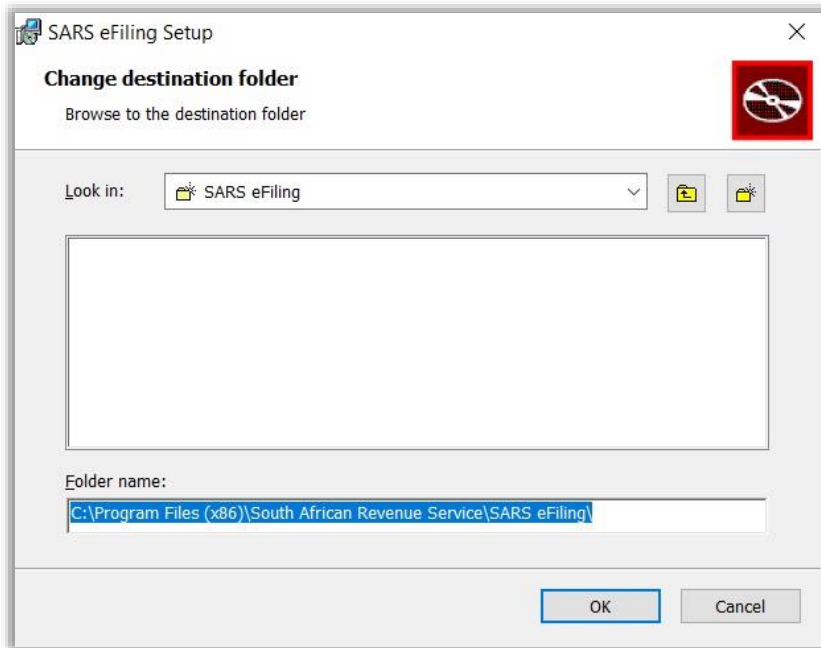 SARS eFiling Setup
Change destination folder
Browse to the destination folder
Look in:
SARS eFiling
Folder name:
C:\Program Files (x86)\South African Revenue Service\SARS eFiling\
OK
Cancel